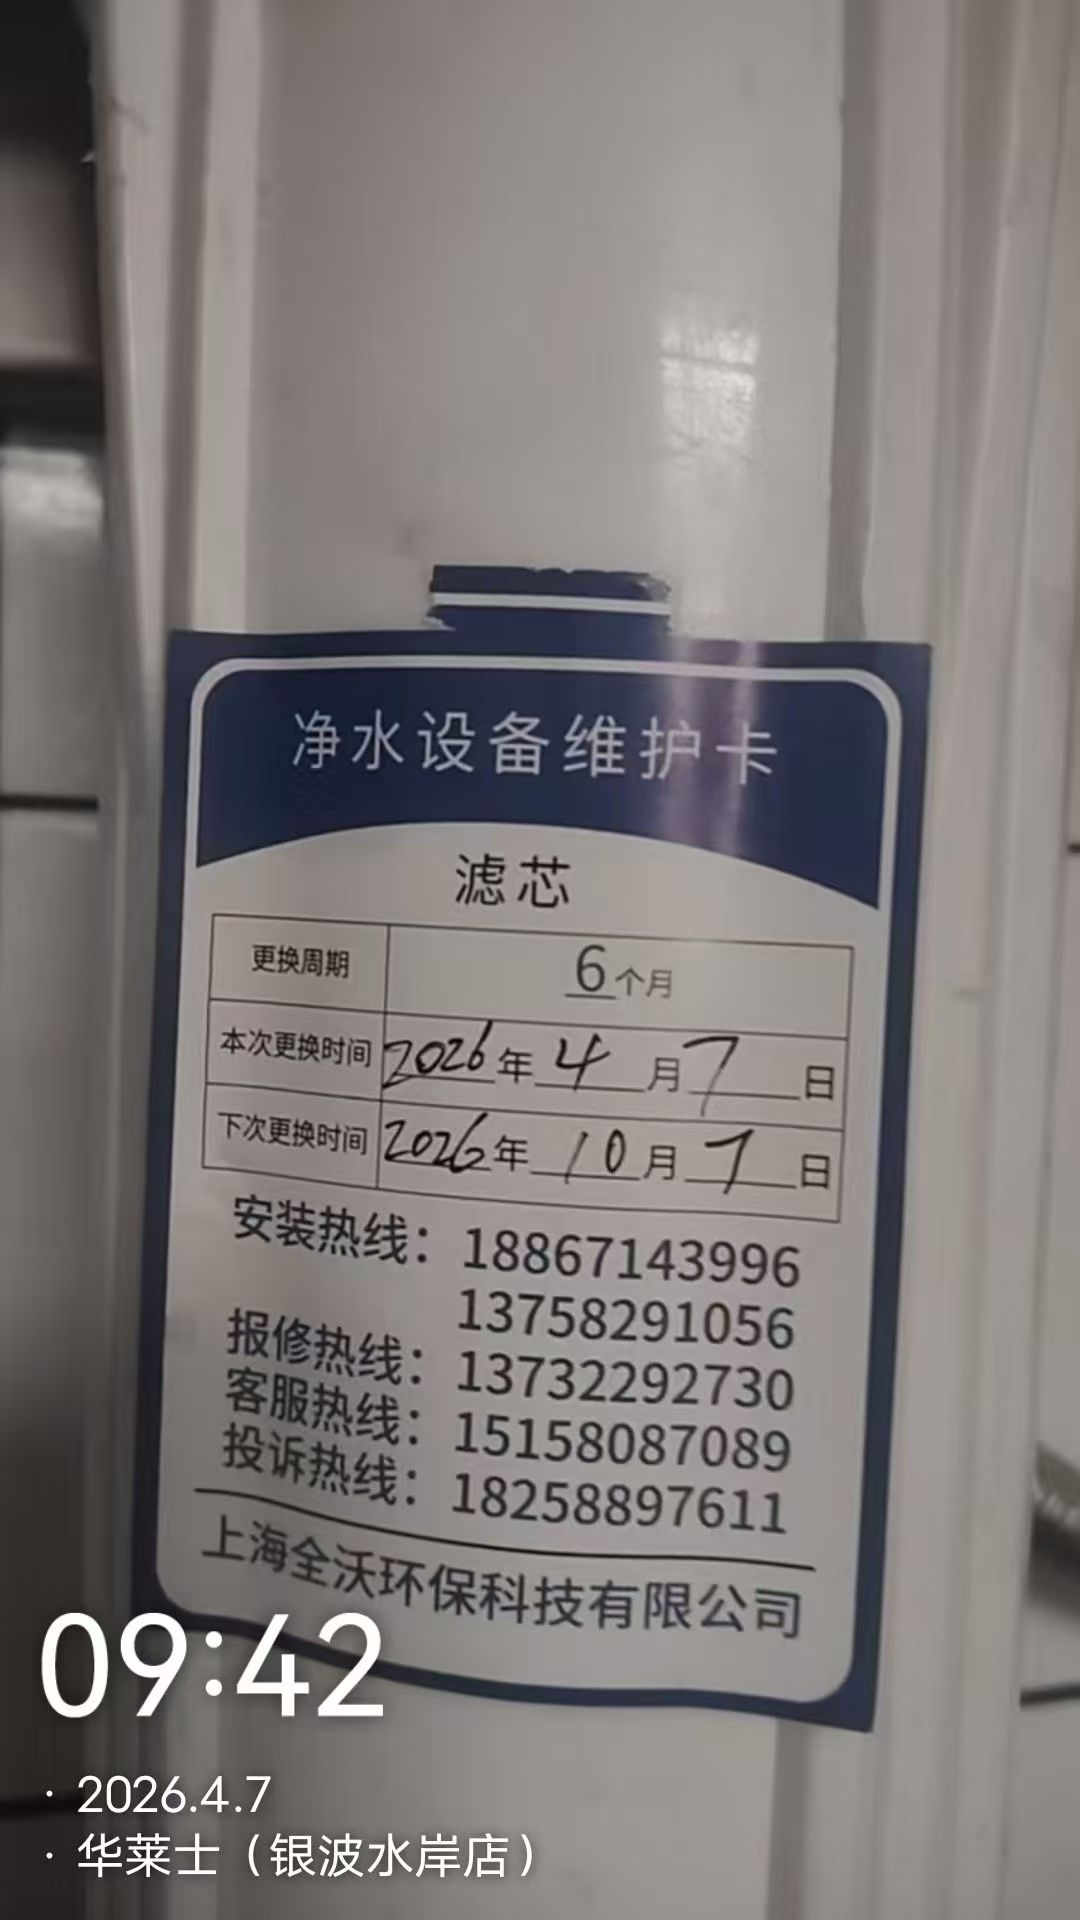 净水设备维护卡
滤芯
更换周期 6个月
本次更换时间 2026年4月7日
下次更换时间 2026年10月7日
安装热线：18867143996
13758291056
报修热线：13732292730
客服热线：15158087089
投诉热线：18258897611
上海全沃环保科技有限公司
09:42
· 2026.4.7
· 华莱士（银波水岸店）